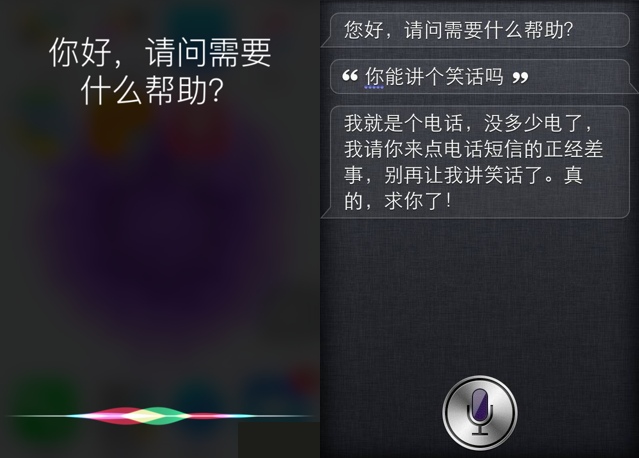 你好，请问需要
什么帮助？
您好，请问需要什么帮助？
“ 你能讲个笑话吗 ”
我就是个电话，没多少电了，
我请你来点电话短信的正经差
事，别再让我讲笑话了。真
的，求你了！